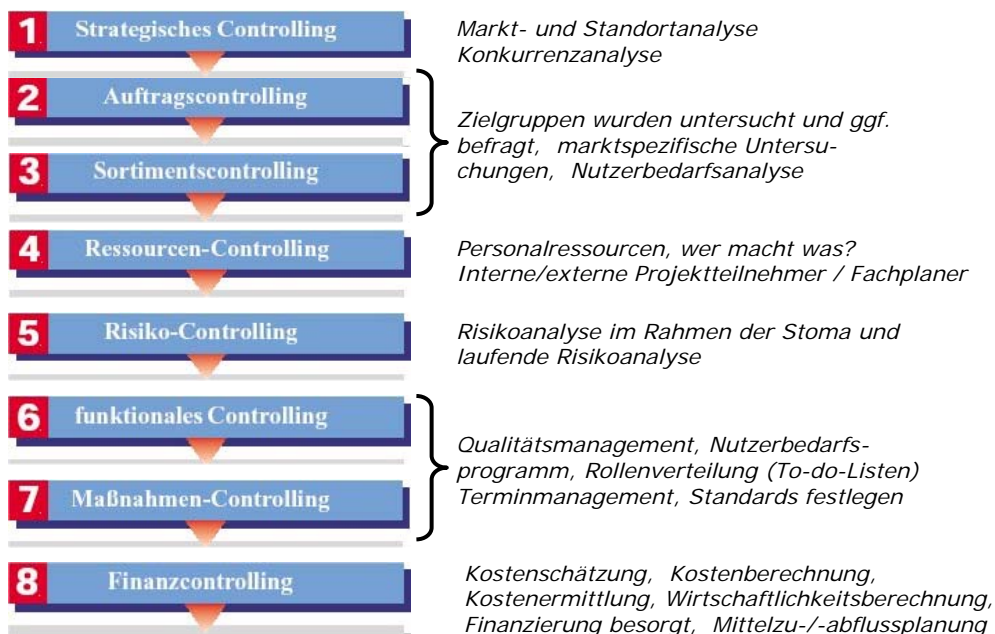 1 Strategisches Controlling
Markt- und Standortanalyse
Konkurrenzanalyse
2 Auftragscontrolling
3 Sortimentscontrolling
Zielgruppen wurden untersucht und ggf.
befragt, marktspezifische Untersu-
chungen, Nutzerbedarfsanalyse
4 Ressourcen-Controlling
Personalressourcen, wer macht was?
Interne/externe Projektteilnehmer / Fachplaner
5 Risiko-Controlling
Risikoanalyse im Rahmen der Stoma und
laufende Risikoanalyse
6 funktionales Controlling
7 Maßnahmen-Controlling
Qualitätsmanagement, Nutzerbedarfs-
programm, Rollenverteilung (To-do-Listen)
Terminmanagement, Standards festlegen
8 Finanzcontrolling
Kostenschätzung, Kostenberechnung,
Kostenermittlung, Wirtschaftlichkeitsberechnung,
Finanzierung besorgt, Mittelzu-/-abflussplanung